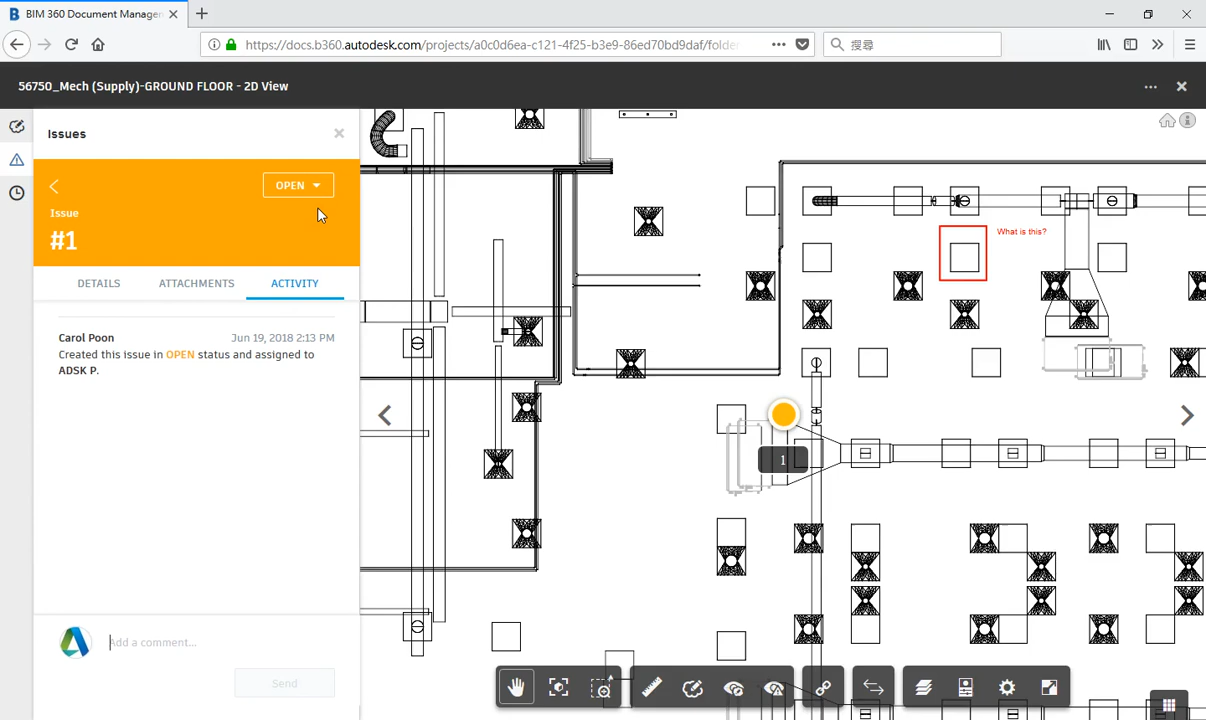 BIM 360 Document Manage
https://docs.b360.autodesk.com/projects/a0c0d6ea-c121-4f25-b3e9-86ed70bd9daf/folde
搜尋
56750_Mech (Supply)-GROUND FLOOR - 2D View
Issues
OPEN
Issue
#1
DETAILS
ATTACHMENTS
ACTIVITY
Carol Poon
Jun 19, 2018 2:13 PM
Created this issue in OPEN status and assigned to
ADSK P.
Add a comment...
Send
What is this?
1